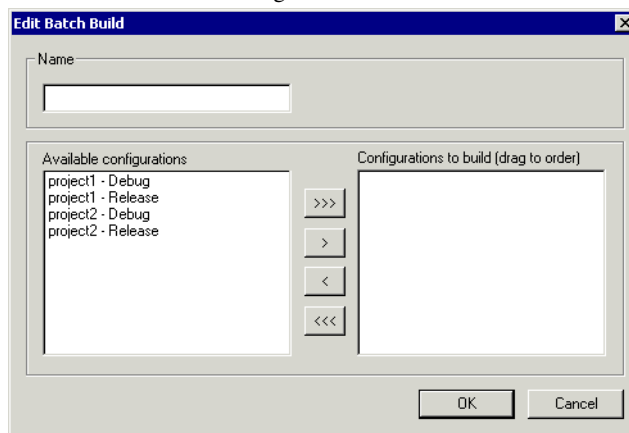 Edit Batch Build
Name
Available configurations
project1 - Debug
project1 - Release
project2 - Debug
project2 - Release
>>>
>
<
<<<
Configurations to build (drag to order)
OK
Cancel